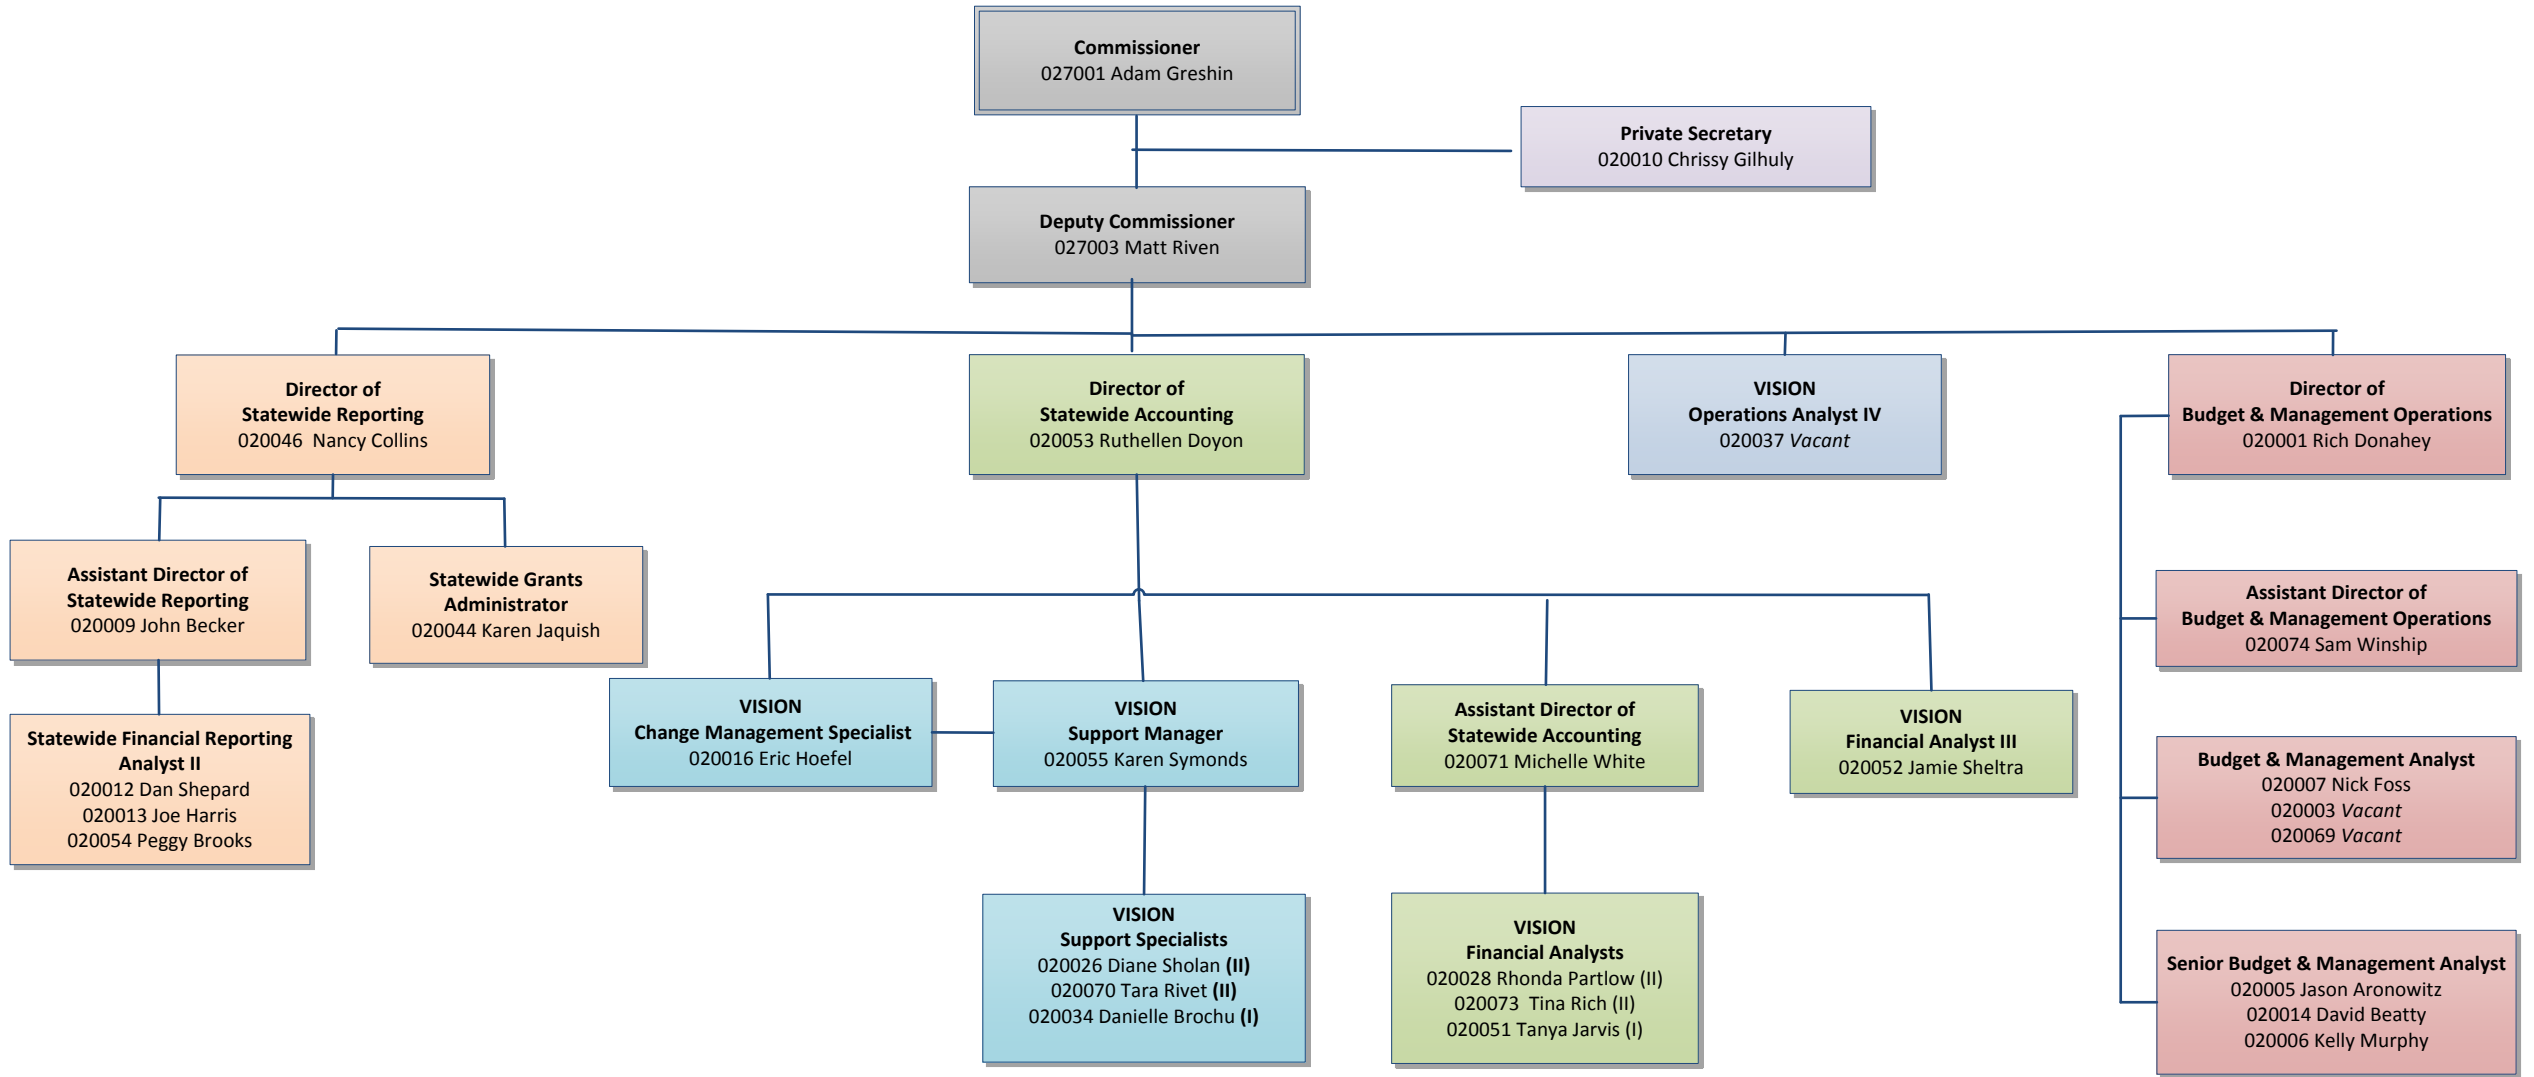 Commissioner
027001 Adam Greshin
Private Secretary
020010 Chrissy Gilhuly
Deputy Commissioner
027003 Matt Riven
Director of
Statewide Reporting
020046  Nancy Collins
Director of
Statewide Accounting
020053 Ruthellen Doyon
VISION
Operations Analyst IV
020037 Vacant
Director of
Budget & Management Operations
020001 Rich Donahey
Assistant Director of
Statewide Reporting
020009 John Becker
Statewide Grants
Administrator
020044 Karen Jaquish
Assistant Director of
Budget & Management Operations
020074 Sam Winship
Statewide Financial Reporting
Analyst II
020012 Dan Shepard
020013 Joe Harris
020054 Peggy Brooks
VISION
Change Management Specialist
020016 Eric Hoefel
VISION
Support Manager
020055 Karen Symonds
Assistant Director of
Statewide Accounting
020071 Michelle White
VISION
Financial Analyst III
020052 Jamie Sheltra
Budget & Management Analyst
020007 Nick Foss
020003 Vacant
020069 Vacant
VISION
Support Specialists
020026 Diane Sholan (II)
020070 Tara Rivet (II)
020034 Danielle Brochu (I)
VISION
Financial Analysts
020028 Rhonda Partlow (II)
020073  Tina Rich (II)
020051 Tanya Jarvis (I)
Senior Budget & Management Analyst
020005 Jason Aronowitz
020014 David Beatty
020006 Kelly Murphy